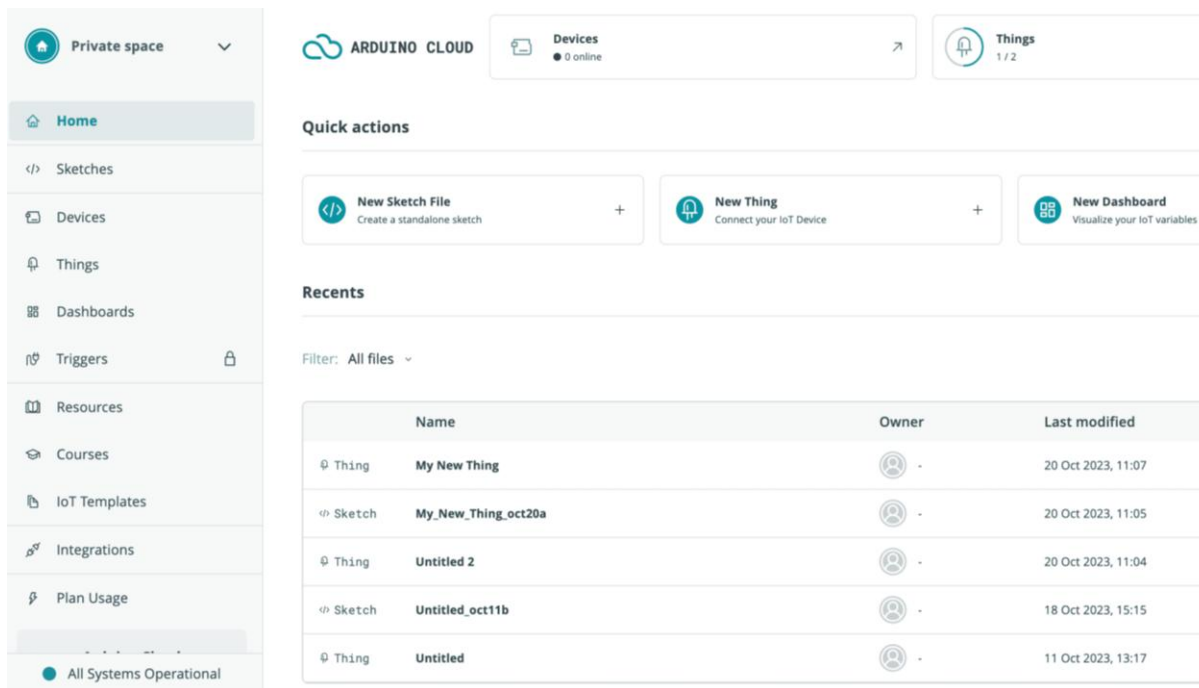 Private space
Home
Sketches
Devices
Things
Dashboards
Triggers
Resources
Courses
IoT Templates
Integrations
Plan Usage
All Systems Operational
ARDUINO CLOUD
Devices
0 online
Things
1 / 2
Quick actions
New Sketch File
Create a standalone sketch
New Thing
Connect your IoT Device
New Dashboard
Visualize your IoT variables
Recents
Filter: All files
Name Owner Last modified
Thing My New Thing - 20 Oct 2023, 11:07
Sketch My_New_Thing_oct20a - 20 Oct 2023, 11:05
Thing Untitled 2 - 20 Oct 2023, 11:04
Sketch Untitled_oct11b - 18 Oct 2023, 15:15
Thing Untitled - 11 Oct 2023, 13:17